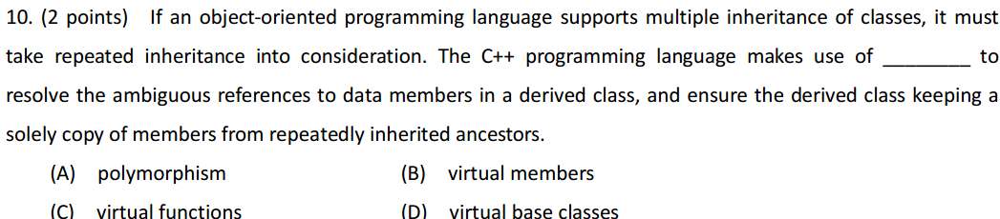 10. (2 points) If an object-oriented programming language supports multiple inheritance of classes, it must
take repeated inheritance into consideration. The C++ programming language makes use of ________ to
resolve the ambiguous references to data members in a derived class, and ensure the derived class keeping a
solely copy of members from repeatedly inherited ancestors.
(A) polymorphism (B) virtual members
(C) virtual functions (D) virtual base classes